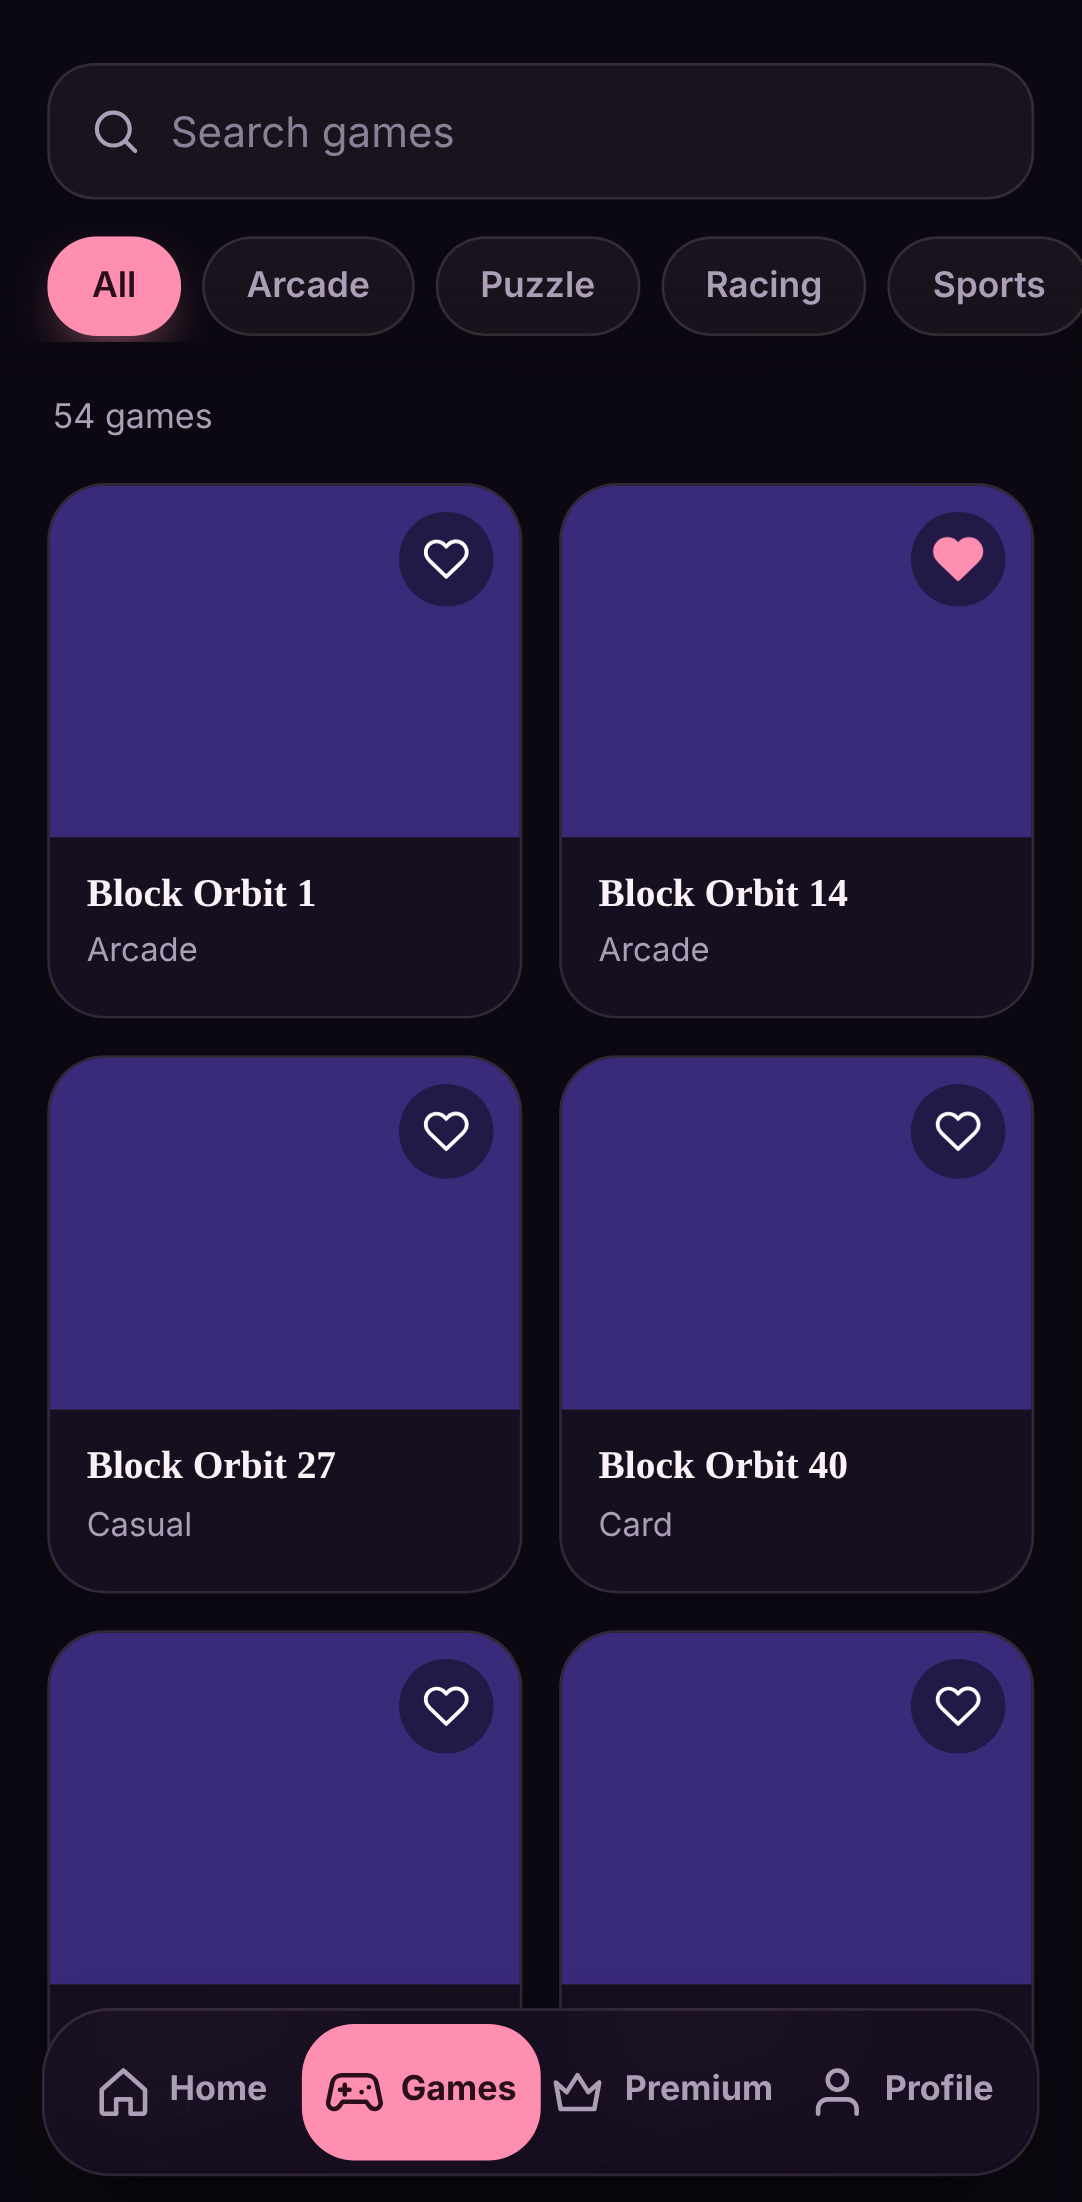 Search games
All Arcade Puzzle Racing Sports
54 games
Block Orbit 1
Arcade
Block Orbit 14
Arcade
Block Orbit 27
Casual
Block Orbit 40
Card
Home Games Premium Profile